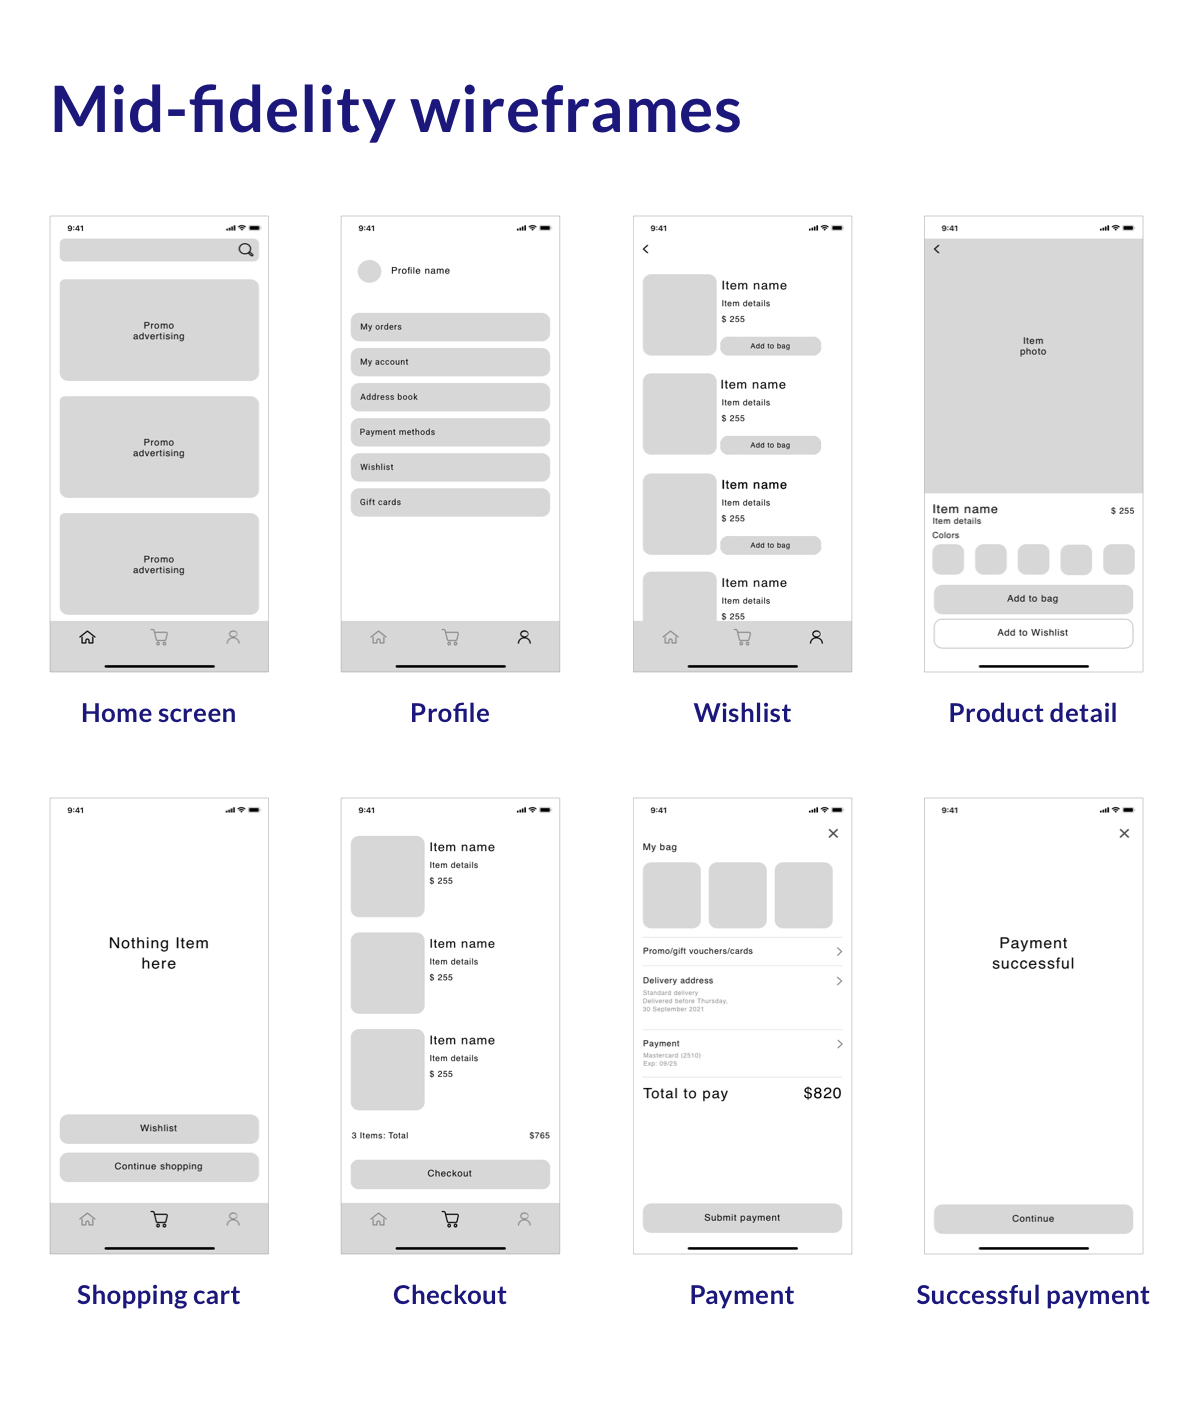 Mid-fidelity wireframes
9:41
Promo
advertising
Promo
advertising
Promo
advertising
Home screen
9:41
Profile name
My orders
My account
Address book
Payment methods
Wishlist
Gift cards
Profile
9:41
Item name
Item details
$ 255
Add to bag
Item name
Item details
$ 255
Add to bag
Item name
Item details
$ 255
Add to bag
Item name
Item details
$ 255
Wishlist
9:41
Item
photo
Item name
$ 255
Item details
Colors
Add to bag
Add to Wishlist
Product detail
9:41
Nothing Item
here
Wishlist
Continue shopping
Shopping cart
9:41
Item name
Item details
$ 255
Item name
Item details
$ 255
Item name
Item details
$ 255
3 Items: Total $765
Checkout
Checkout
9:41
My bag
Promo/gift vouchers/cards
Delivery address
Standard delivery
Delivered before Thursday,
30 September 2021
Payment
Mastercard (2510)
Exp: 09/25
Total to pay $820
Submit payment
Payment
9:41
Payment
successful
Continue
Successful payment